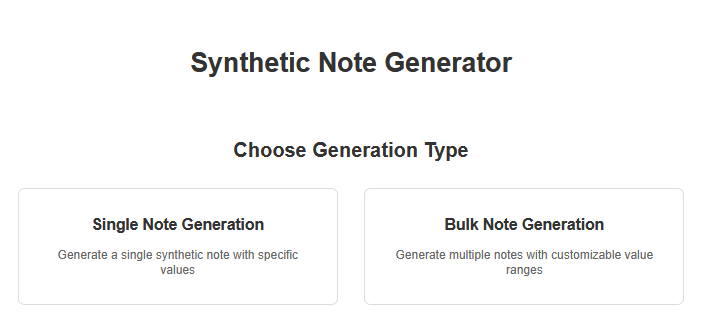 Synthetic Note Generator
Choose Generation Type
Single Note Generation
Generate a single synthetic note with specific
values
Bulk Note Generation
Generate multiple notes with customizable value
ranges